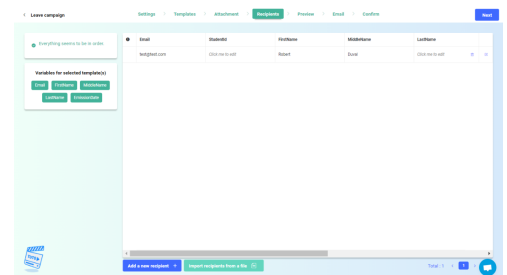 Leave campaign
Settings
Templates
Attachment
Recipients
Preview
Email
Confirm
Next
Everything seems to be in order
Variables for selected template(s)
Email FirstName MiddleName
LastName EmissionDate
Email StudentId FirstName MiddleName LastName
test@test.com Click me to edit Robert Duval Click me to edit
Add a new recipient +
Import recipients from a file
Total : 1 < 1 >